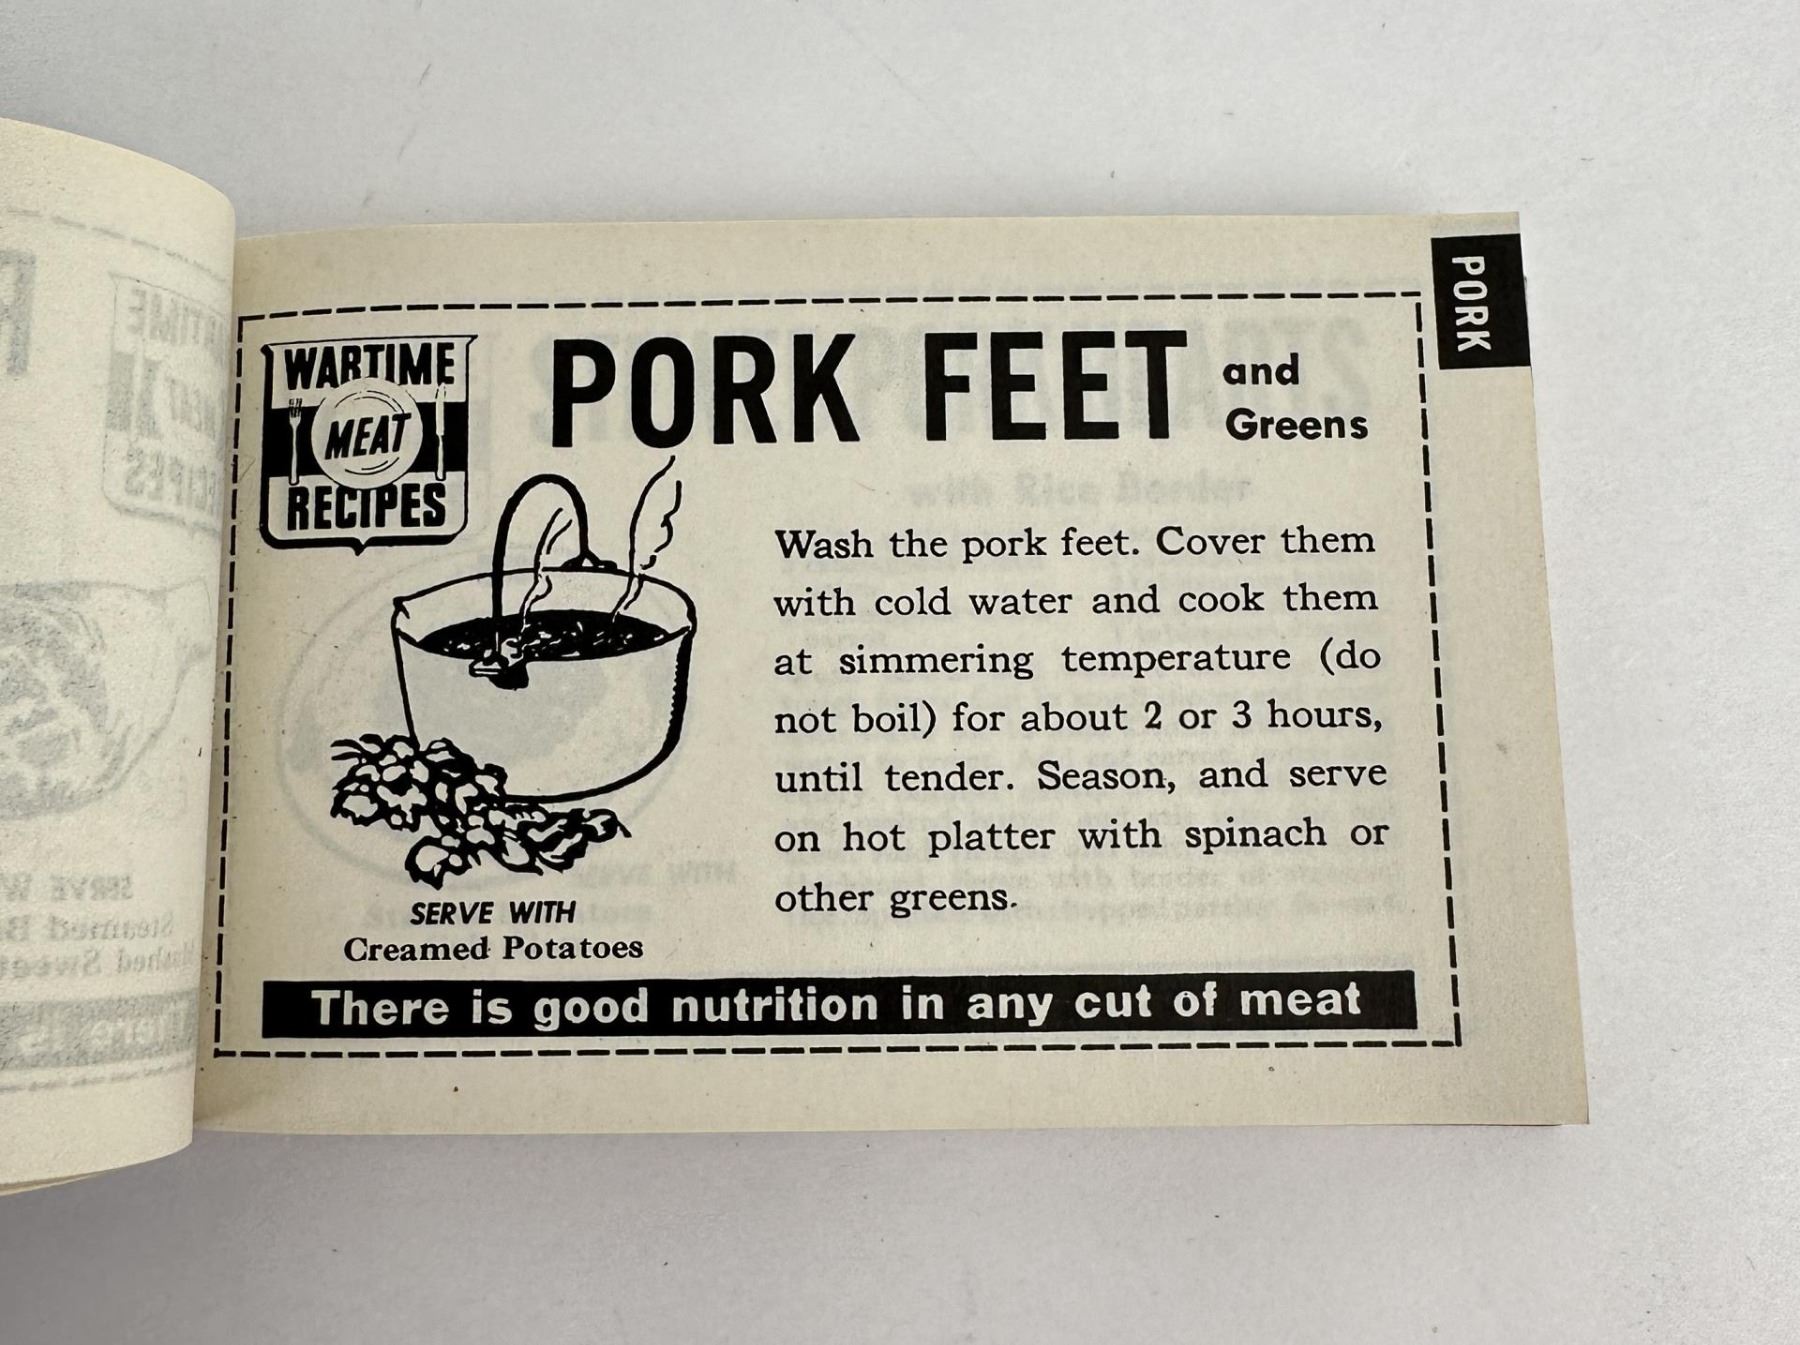 PORK
WARTIME
MEAT
RECIPES
PORK FEET and
Greens
Wash the pork feet. Cover them
with cold water and cook them
at simmering temperature (do
not boil) for about 2 or 3 hours,
until tender. Season, and serve
on hot platter with spinach or
other greens.
SERVE WITH
Creamed Potatoes
There is good nutrition in any cut of meat